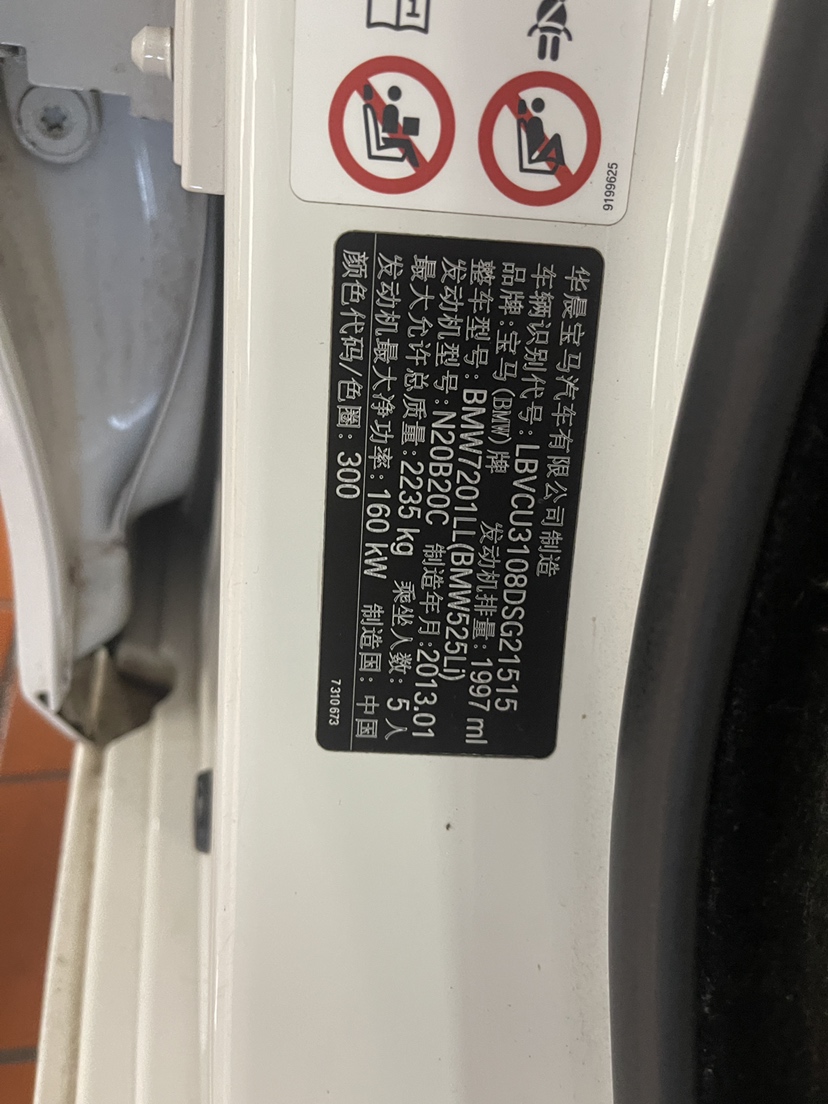 9199625
华晨宝马汽车有限公司制造
车辆识别代号:LBVCU3108DSG21515
品牌:宝马(BMW)牌 发动机排量:1997 ml
整车型号:BMW7201LL(BMW525Li)
发动机型号:N20B20C 制造年月:2013.01
最大允许总质量:2235 kg 乘坐人数:5人
发动机最大净功率:160 kW 制造国:中国
颜色代码/色圈:300
7 310 673